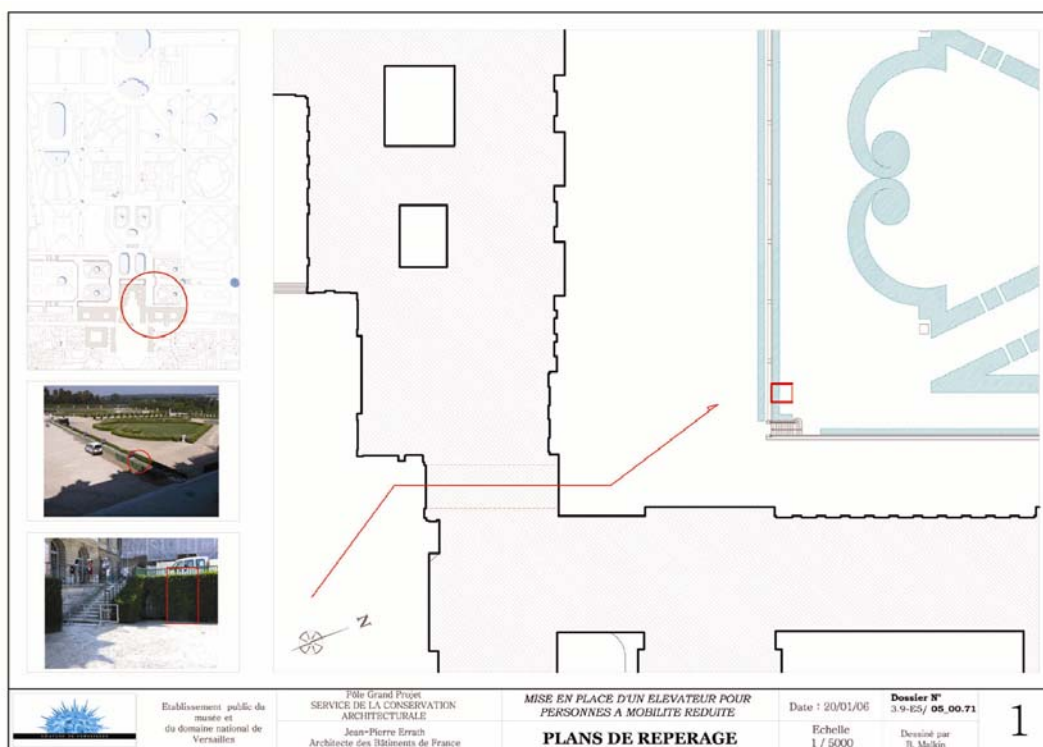 N
Etablissement public du
musée et
du domaine national de
Versailles
Pôle Grand Projet
SERVICE DE LA CONSERVATION
ARCHITECTURALE
Jean-Pierre Errath
Architecte des Bâtiments de France
MISE EN PLACE D'UN ELEVATEUR POUR
PERSONNES A MOBILITE REDUITE
PLANS DE REPERAGE
Date : 20/01/06
Echelle
1 / 5000
Dossier N°
3.9-ES/ 05_00.71
Dessiné par
1